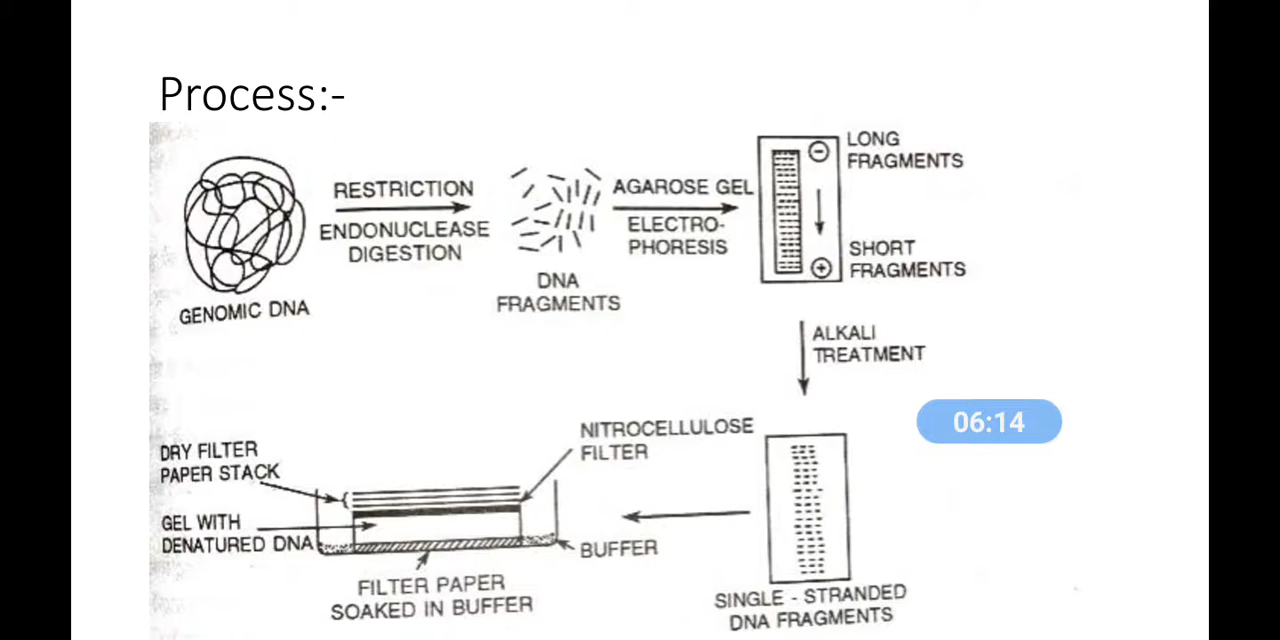 Process:-
RESTRICTION
ENDONUCLEASE
DIGESTION
GENOMIC DNA
DNA
FRAGMENTS
AGAROSE GEL
ELECTRO-
PHORESIS
LONG
FRAGMENTS
SHORT
FRAGMENTS
ALKALI
TREATMENT
06:14
SINGLE - STRANDED
DNA FRAGMENTS
NITROCELLULOSE
FILTER
DRY FILTER
PAPER STACK
GEL WITH
DENATURED DNA
BUFFER
FILTER PAPER
SOAKED IN BUFFER